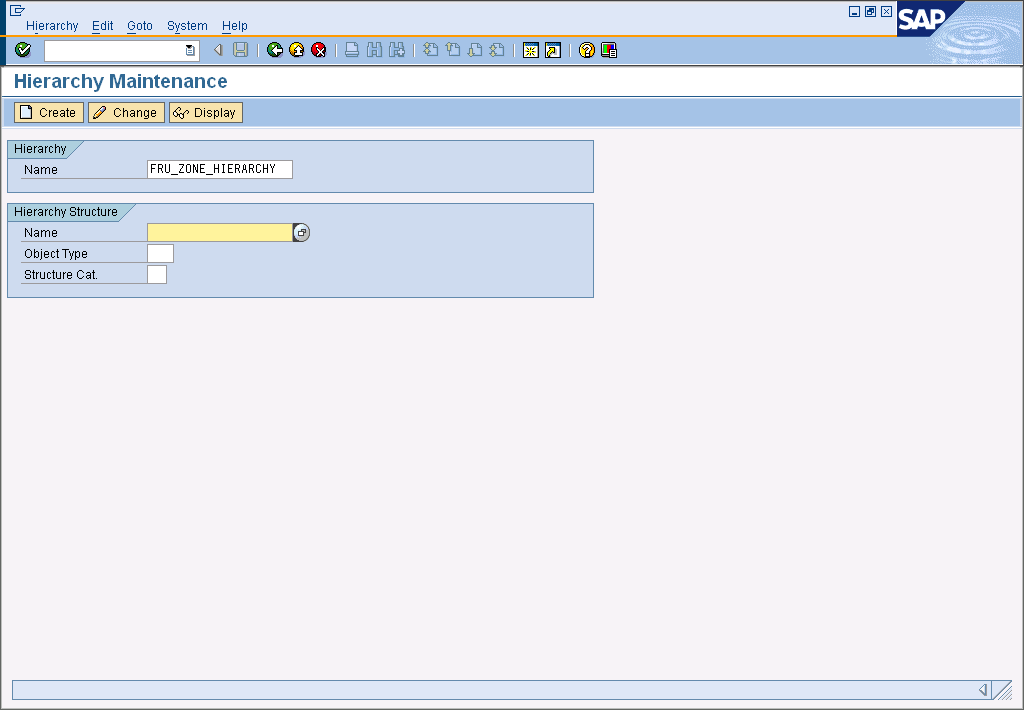 Hierarchy Edit Goto System Help
SAP
Hierarchy Maintenance
Create Change Display
Hierarchy
Name FRU_ZONE_HIERARCHY
Hierarchy Structure
Name
Object Type
Structure Cat.